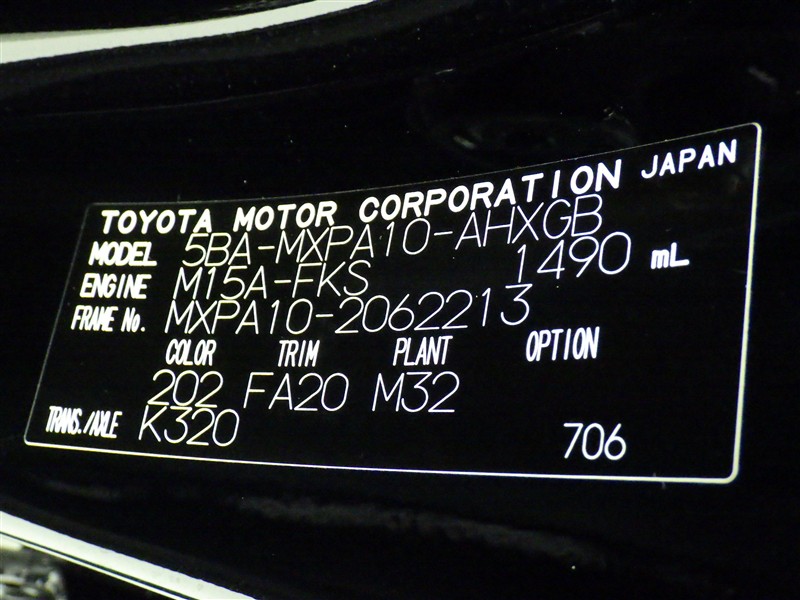 TOYOTA MOTOR CORPORATION JAPAN
MODEL 5BA-MXPA10-AHXGB
ENGINE M15A-FKS 1490 mL
FRAME No. MXPA10-2062213
COLOR TRIM PLANT OPTION
202 FA20 M32
TRANS./AXLE K320 706